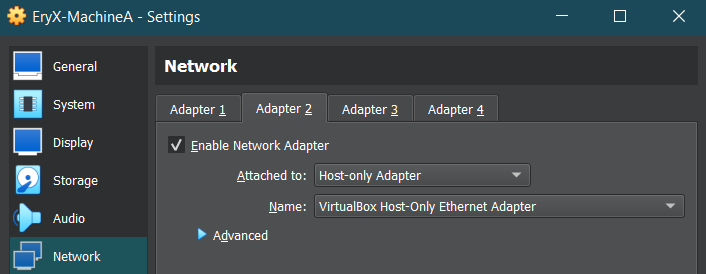 EryX-MachineA - Settings
General
System
Display
Storage
Audio
Network
Network
Adapter 1
Adapter 2
Adapter 3
Adapter 4
Enable Network Adapter
Attached to: Host-only Adapter
Name: VirtualBox Host-Only Ethernet Adapter
Advanced